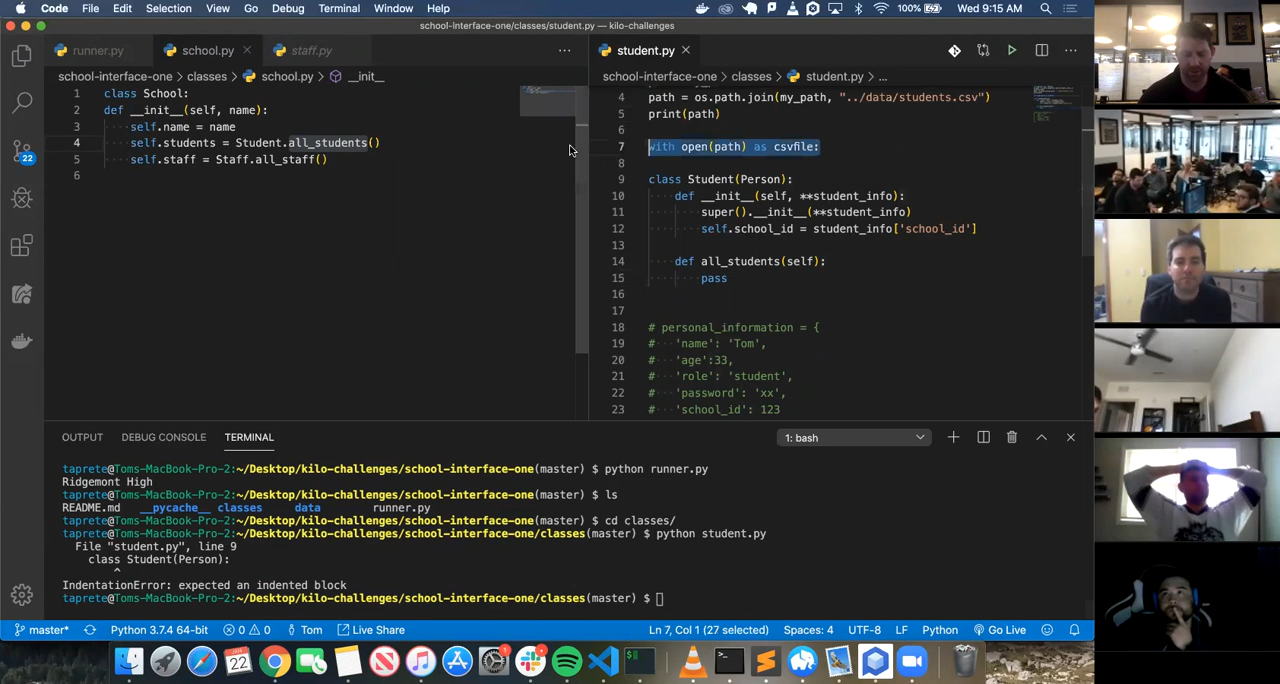 Code File Edit Selection View Go Debug Terminal Window Help 100% Wed 9:15 AM
school-interface-one/classes/student.py — kilo-challenges
runner.py school.py staff.py student.py
school-interface-one > classes > school.py > __init__
school-interface-one > classes > student.py > ...
1 class School:
2 def __init__(self, name):
3 self.name = name
4 self.students = Student.all_students()
5 self.staff = Staff.all_staff()
6
4 path = os.path.join(my_path, "../data/students.csv")
5 print(path)
6
7 with open(path) as csvfile:
8
9 class Student(Person):
10 def __init__(self, **student_info):
11 super().__init__(**student_info)
12 self.school_id = student_info['school_id']
13
14 def all_students(self):
15 pass
16
17
18 # personal_information = {
19 # 'name': 'Tom',
20 # 'age':33,
21 # 'role': 'student',
22 # 'password': 'xx',
23 # 'school_id': 123
OUTPUT DEBUG CONSOLE TERMINAL 1: bash
taprete@Toms-MacBook-Pro-2:~/Desktop/kilo-challenges/school-interface-one(master) $ python runner.py
Ridgemont High
taprete@Toms-MacBook-Pro-2:~/Desktop/kilo-challenges/school-interface-one(master) $ ls
README.md __pycache__ classes data runner.py
taprete@Toms-MacBook-Pro-2:~/Desktop/kilo-challenges/school-interface-one(master) $ cd classes/
taprete@Toms-MacBook-Pro-2:~/Desktop/kilo-challenges/school-interface-one/classes(master) $ python student.py
File "student.py", line 9
class Student(Person):
^
IndentationError: expected an indented block
taprete@Toms-MacBook-Pro-2:~/Desktop/kilo-challenges/school-interface-one/classes(master) $
22
master* Python 3.7.4 64-bit 0 0 Tom Live Share Ln 7, Col 1 (27 selected) Spaces: 4 UTF-8 LF Python Go Live
22